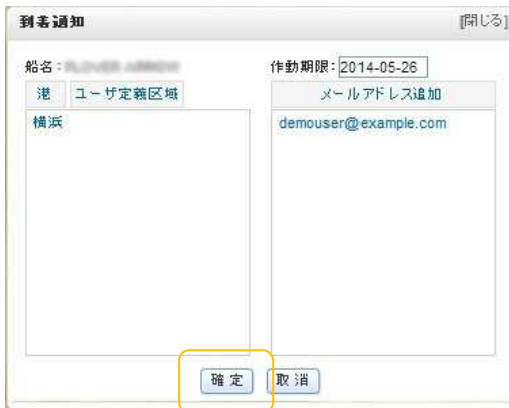 到着通知 [閉じる]
船名: 作動期限: 2014-05-26
港 ユーザ定義区域 メールアドレス追加
横浜 demouser@example.com
確定 取消